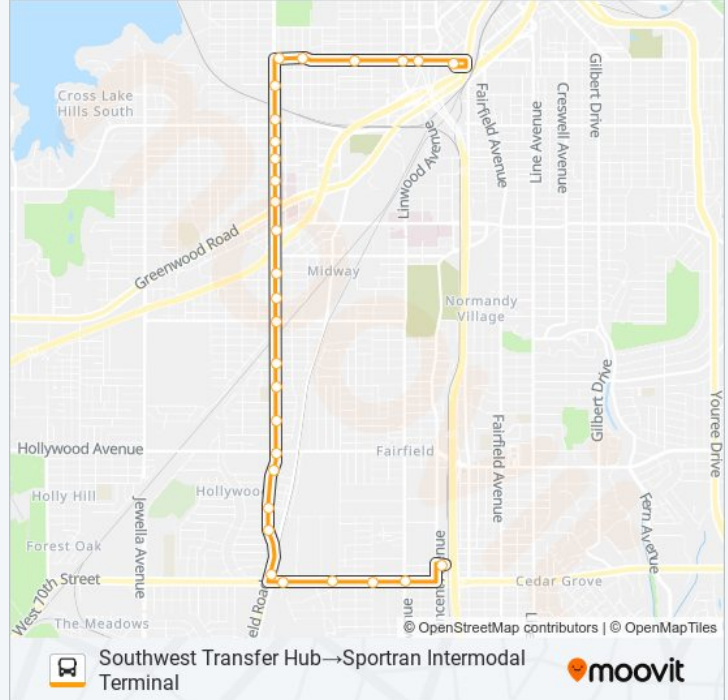 Cross Lake
Hills South
Gilbert Drive
Creswell Avenue
Line Avenue
Fairfield Avenue
Linwood Avenue
Greenwood Road
Midway
Normandy
Village
Gilbert Drive
Youree Drive
Hollywood Avenue
Fairfield
Fairfield Avenue
Holly Hill
Jewella Avenue
Fern Avenue
Forest Oak
West 70th Street
Cedar Grove
The Meadows
© OpenStreetMap contributors | © OpenMapTiles
Southwest Transfer Hub→Sportran Intermodal
Terminal
moovit